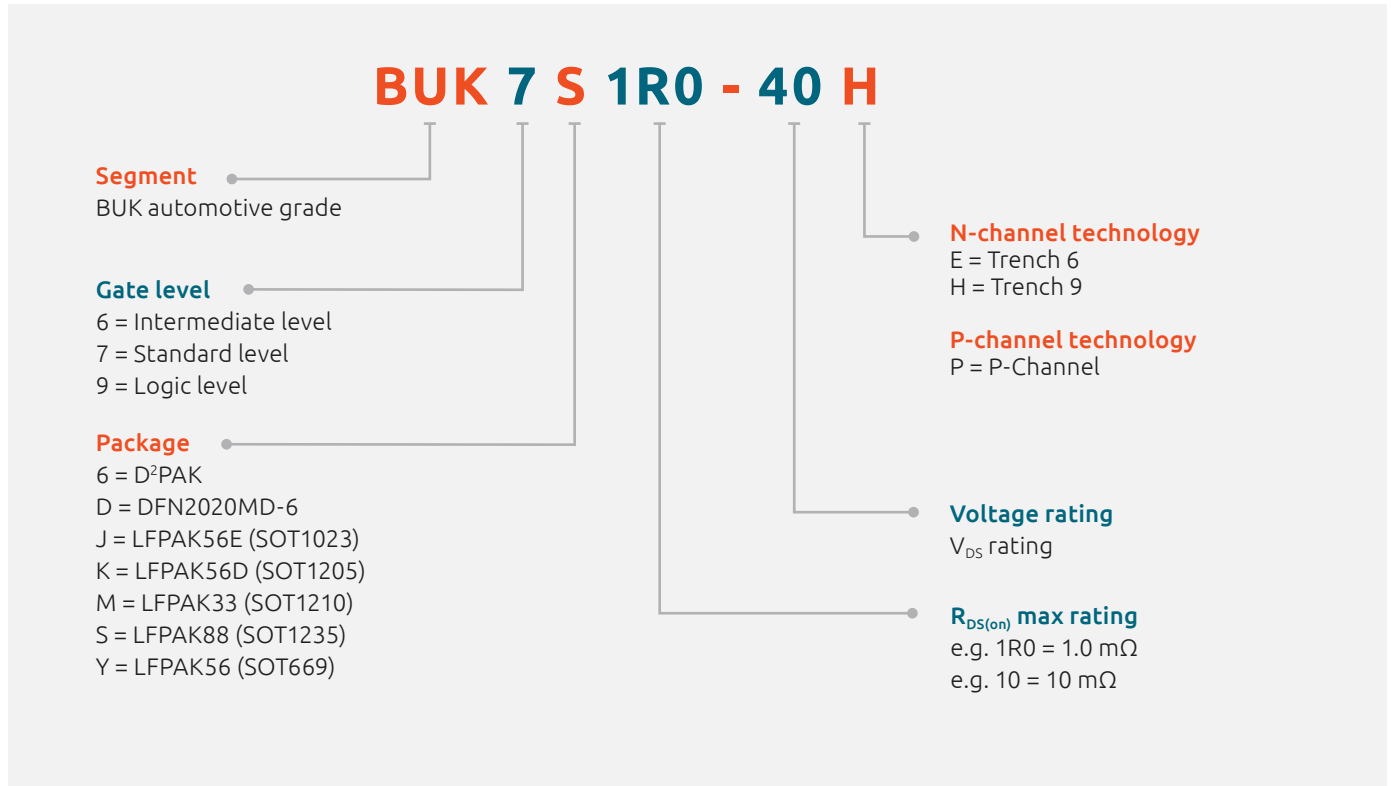 BUK 7 S 1R0 - 40 H
Segment
BUK automotive grade
Gate level
6 = Intermediate level
7 = Standard level
9 = Logic level
Package
6 = D²PAK
D = DFN2020MD-6
J = LFPAK56E (SOT1023)
K = LFPAK56D (SOT1205)
M = LFPAK33 (SOT1210)
S = LFPAK88 (SOT1235)
Y = LFPAK56 (SOT669)
N-channel technology
E = Trench 6
H = Trench 9
P-channel technology
P = P-Channel
Voltage rating
VDS rating
RDS(on) max rating
e.g. 1R0 = 1.0 mΩ
e.g. 10 = 10 mΩ